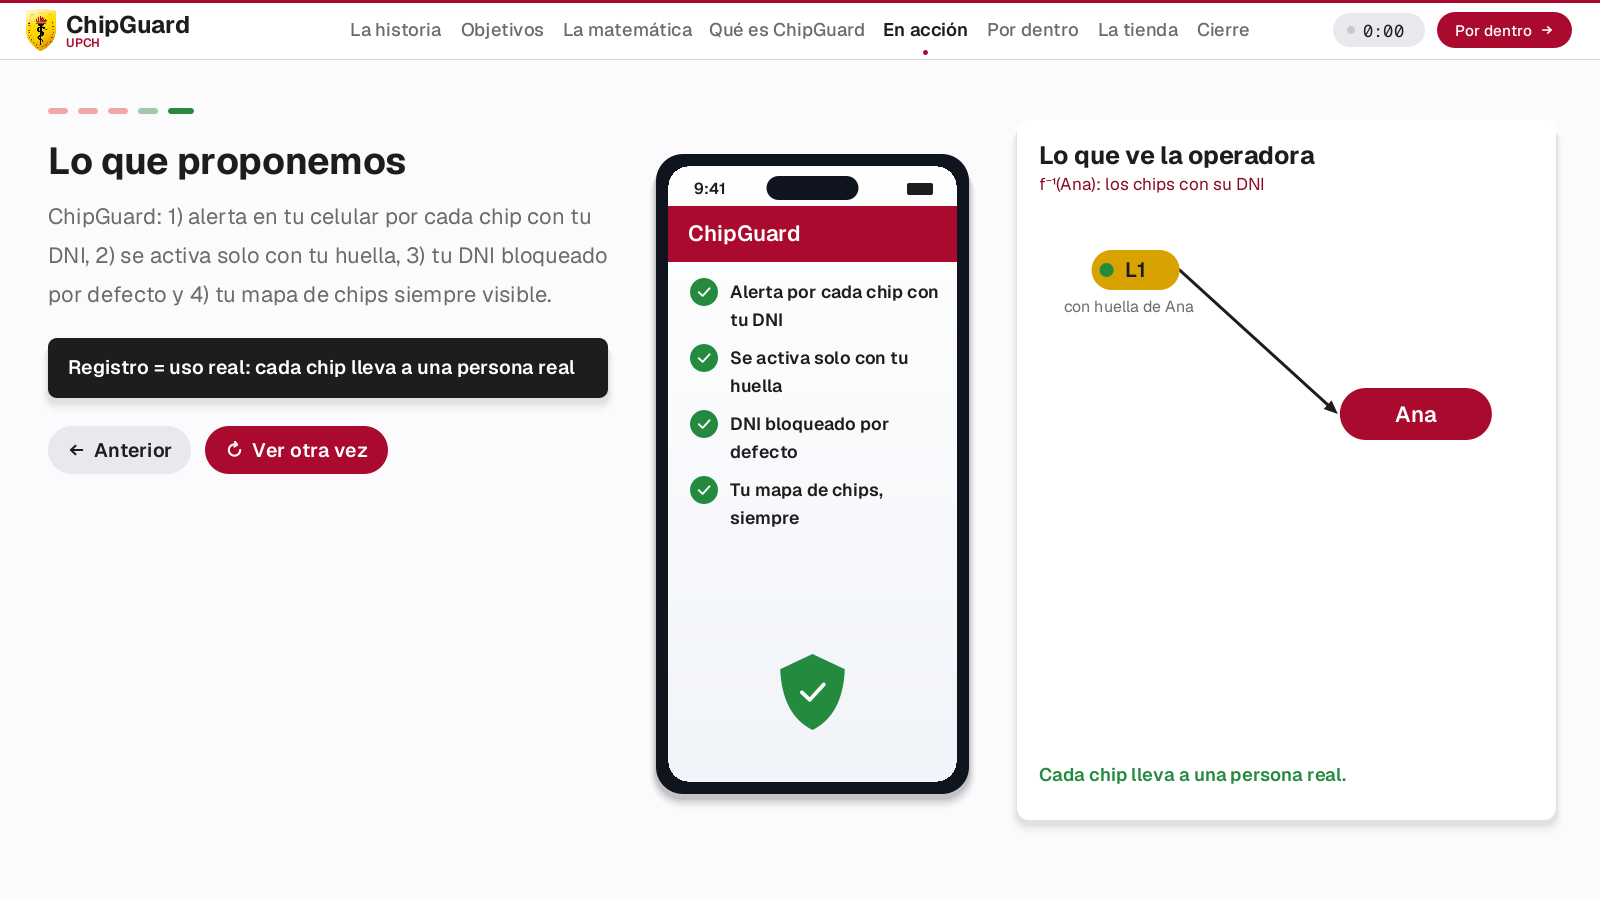 ChipGuard
UPCH
La historia
Objetivos
La matemática
Qué es ChipGuard
En acción
Por dentro
La tienda
Cierre
0:00
Por dentro →
Lo que proponemos
ChipGuard: 1) alerta en tu celular por cada chip con tu
DNI, 2) se activa solo con tu huella, 3) tu DNI bloqueado
por defecto y 4) tu mapa de chips siempre visible.
Registro = uso real: cada chip lleva a una persona real
← Anterior
↻ Ver otra vez
9:41
ChipGuard
Alerta por cada chip con
tu DNI
Se activa solo con tu
huella
DNI bloqueado por
defecto
Tu mapa de chips,
siempre
Lo que ve la operadora
f⁻¹(Ana): los chips con su DNI
L1
con huella de Ana
Ana
Cada chip lleva a una persona real.